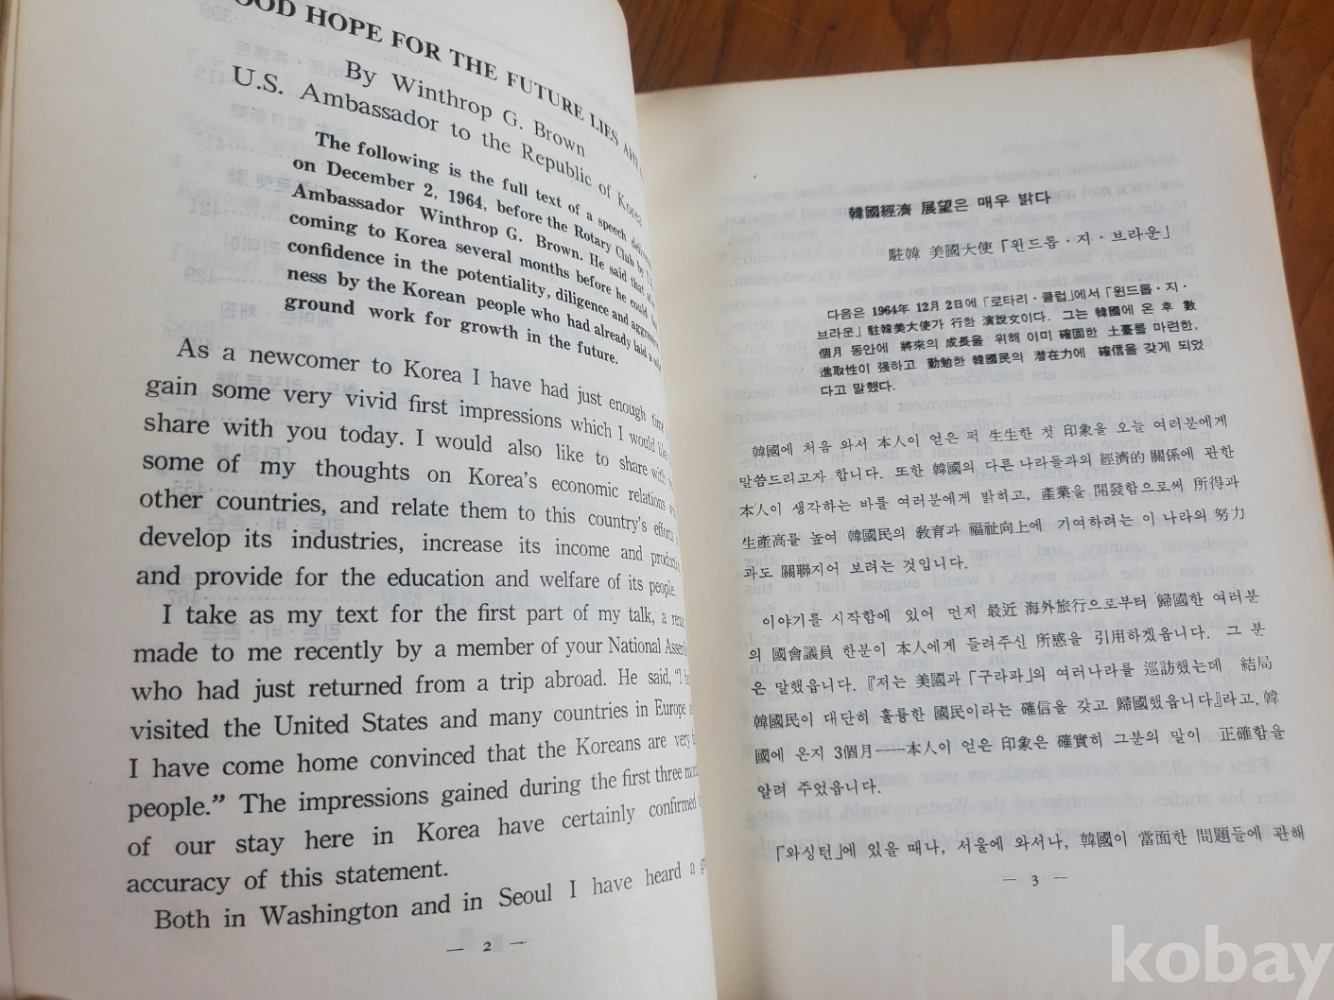 OOD HOPE FOR THE FUTURE LIES
By Winthrop G. Brown
U.S. Ambassador to the Republic of Korea
The following is the full text of a speech
on December 2, 1964, before the Rotary Club by
Ambassador Winthrop G. Brown. He said that
coming to Korea several months before he could
confidence in the potentiality, diligence and
ness by the Korean people who had already laid a
ground work for growth in the future.
As a newcomer to Korea I have had just enough time
gain some very vivid first impressions which I would like
share with you today. I would also like to share with
some of my thoughts on Korea's economic relations
other countries, and relate them to this country's
develop its industries, increase its income and
and provide for the education and welfare of its people.
I take as my text for the first part of my talk, a
made to me recently by a member of your National
who had just returned from a trip abroad. He said, "I
visited the United States and many countries in Europe
I have come home convinced that the Koreans are very
people." The impressions gained during the first three
of our stay here in Korea have certainly confirmed
accuracy of this statement.
Both in Washington and in Seoul I have heard a
— 2 —
韓國經濟 展望은 매우 밝다
駐韓 美國大使 「윈드롭·지·브라운」
다음은 1964年 12月 2日에 「로타리·클럽」에서 「윈드롭·지·
브라운」 駐韓美大使가 行한 演說文이다. 그는 韓國에 온 後 數
個月 동안에 將來의 成長을 위해 이미 確固한 土臺를 마련한,
進取性이 强하고 勤勉한 韓國民의 潜在力에 確信을 갖게 되었
다고 말했다.
韓國에 처음 와서 本人이 얻은 퍽 生生한 첫 印象을 오늘 여러분에게
말씀드리고자 합니다. 또한 韓國의 다른 나라들과의 經濟的 關係에 관한
本人이 생각하는 바를 여러분에게 밝히고, 產業을 開發함으로써 所得과
生產高를 높여 韓國民의 敎育과 福祉向上에 기여하려는 이 나라의 努力
과도 關聯지어 보려는 것입니다.
이야기를 시작함에 있어 먼저 最近 海外旅行으로부터 歸國한 여러분
의 國會議員 한분이 本人에게 들려주신 所感을 引用하겠읍니다. 그 분
은 말했읍니다. 『저는 美國과 「구라파」의 여러나라를 巡訪했는데 結局
韓國民이 대단히 훌륭한 國民이라는 確信을 갖고 歸國했읍니다』라고. 韓
國에 온지 3個月——本人이 얻은 印象은 確實히 그분의 말이 正確함을
알려 주었읍니다.
「와싱턴」에 있을 때나, 서울에 와서나, 韓國이 當面한 問題들에 관해
— 3 —
kobay